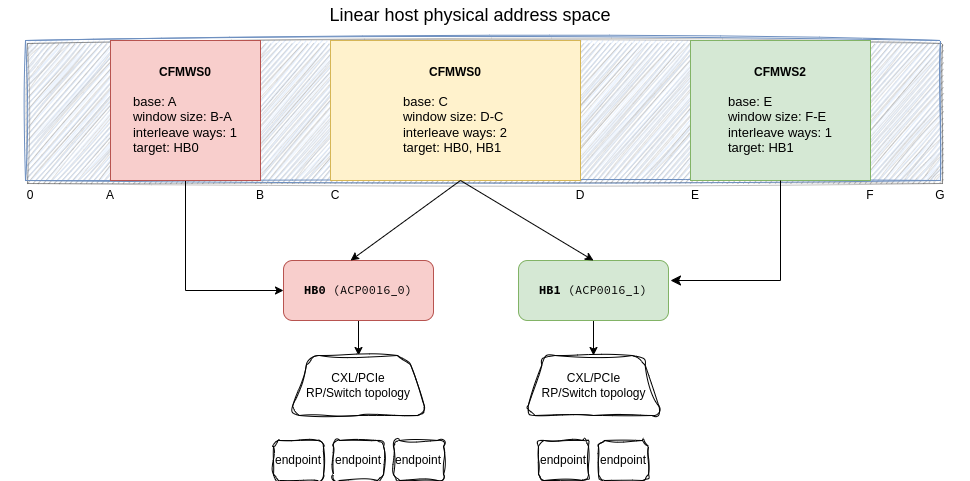 Linear host physical address space
CFMWS0
base: A
window size: B-A
interleave ways: 1
target: HB0
CFMWS0
base: C
window size: D-C
interleave ways: 2
target: HB0, HB1
CFMWS2
base: E
window size: F-E
interleave ways: 1
target: HB1
0 A B C D E F G
HB0 (ACP0016_0)
HB1 (ACP0016_1)
CXL/PCIe
RP/Switch topology
CXL/PCIe
RP/Switch topology
endpoint endpoint endpoint endpoint endpoint